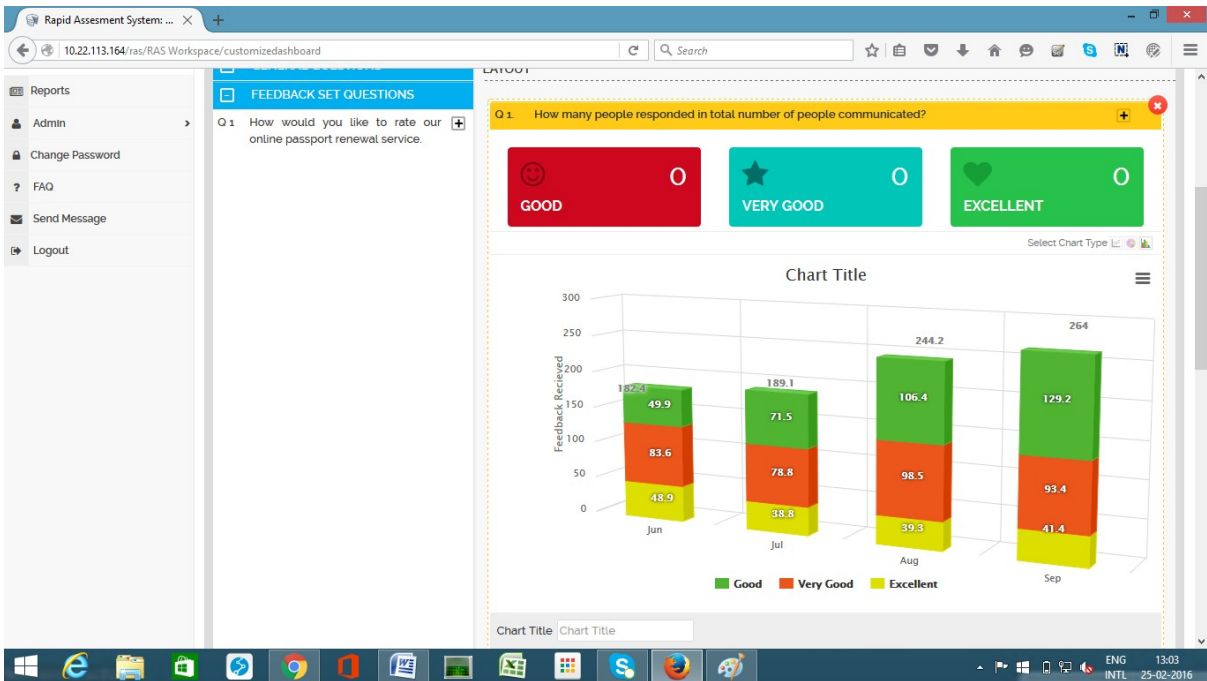 Rapid Assesment System: ...
10.22.113.164/ras/RAS Workspace/customizedashboard
Search
Reports
Admin
Change Password
FAQ
Send Message
Logout
FEEDBACK SET QUESTIONS
Q 1 How would you like to rate our
online passport renewal service.
LAYOUT
Q 1. How many people responded in total number of people communicated?
0
GOOD
0
VERY GOOD
0
EXCELLENT
Select Chart Type
Chart Title
Feedback Recieved
300
250
200
150
100
50
0
182.4
49.9
83.6
48.9
Jun
189.1
71.5
78.8
38.8
Jul
244.2
106.4
98.5
39.3
Aug
264
129.2
93.4
41.4
Sep
Good Very Good Excellent
Chart Title Chart Title
ENG 13:03
INTL 25-02-2016